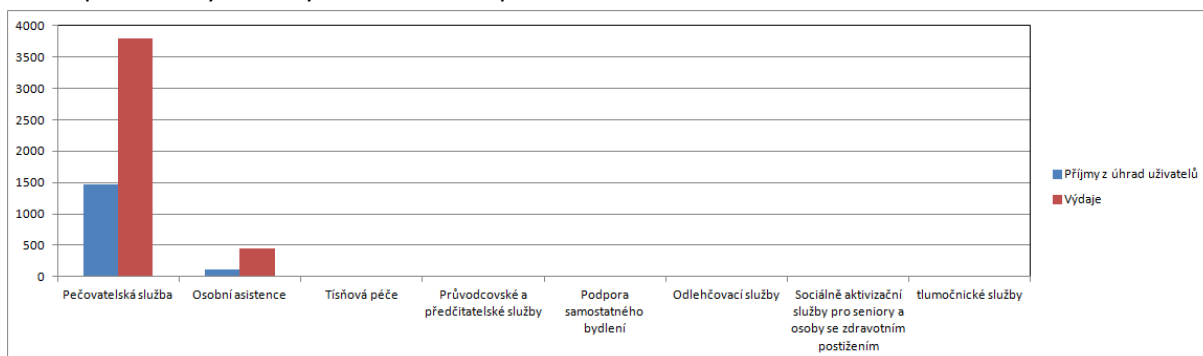 4000
3500
3000
2500
2000
1500
1000
500
0
Pečovatelská služba
Osobní asistence
Tísňová péče
Průvodcovské a
předčitatelské služby
Podpora
samostatného
bydlení
Odlehčovací služby
Sociálně aktivizační
služby pro seniory a
osoby se zdravotním
postižením
tlumočnické služby
Příjmy z úhrad uživatelů
Výdaje